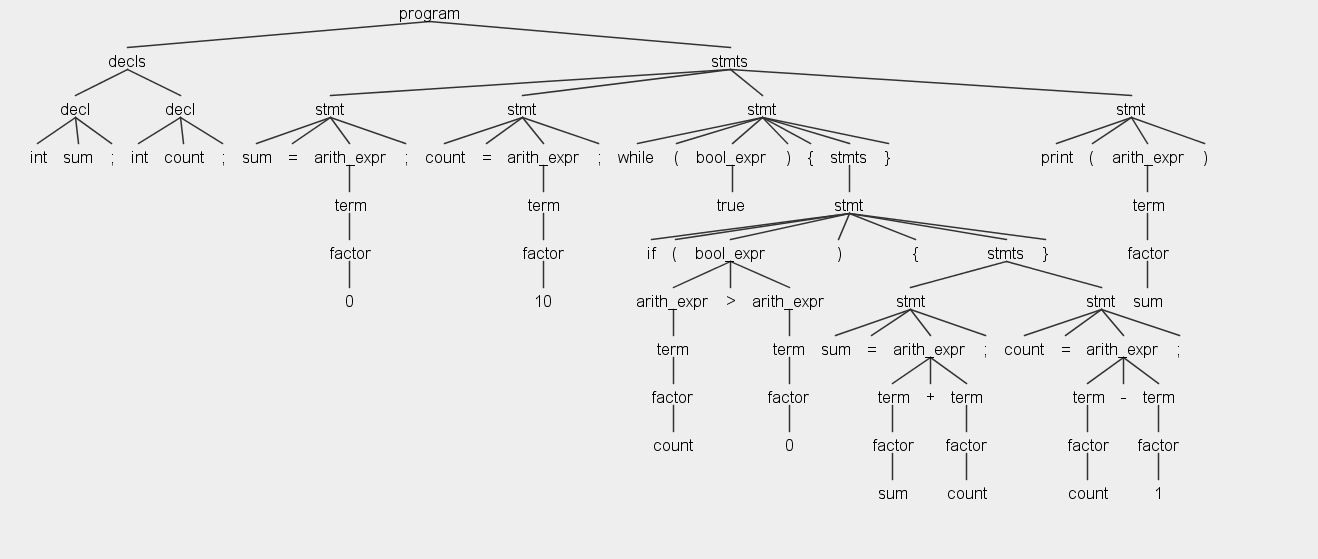 program
decls stmts
decl decl stmt stmt stmt stmt
int sum ; int count ; sum = arith_expr ; count = arith_expr ; while ( bool_expr ) { stmts } print ( arith_expr )
term term true stmt term
factor factor if ( bool_expr ) { stmts } factor
0 10 arith_expr > arith_expr stmt stmt sum
term term sum = arith_expr ; count = arith_expr ;
factor factor term + term term - term
count 0 factor factor factor factor
sum count count 1